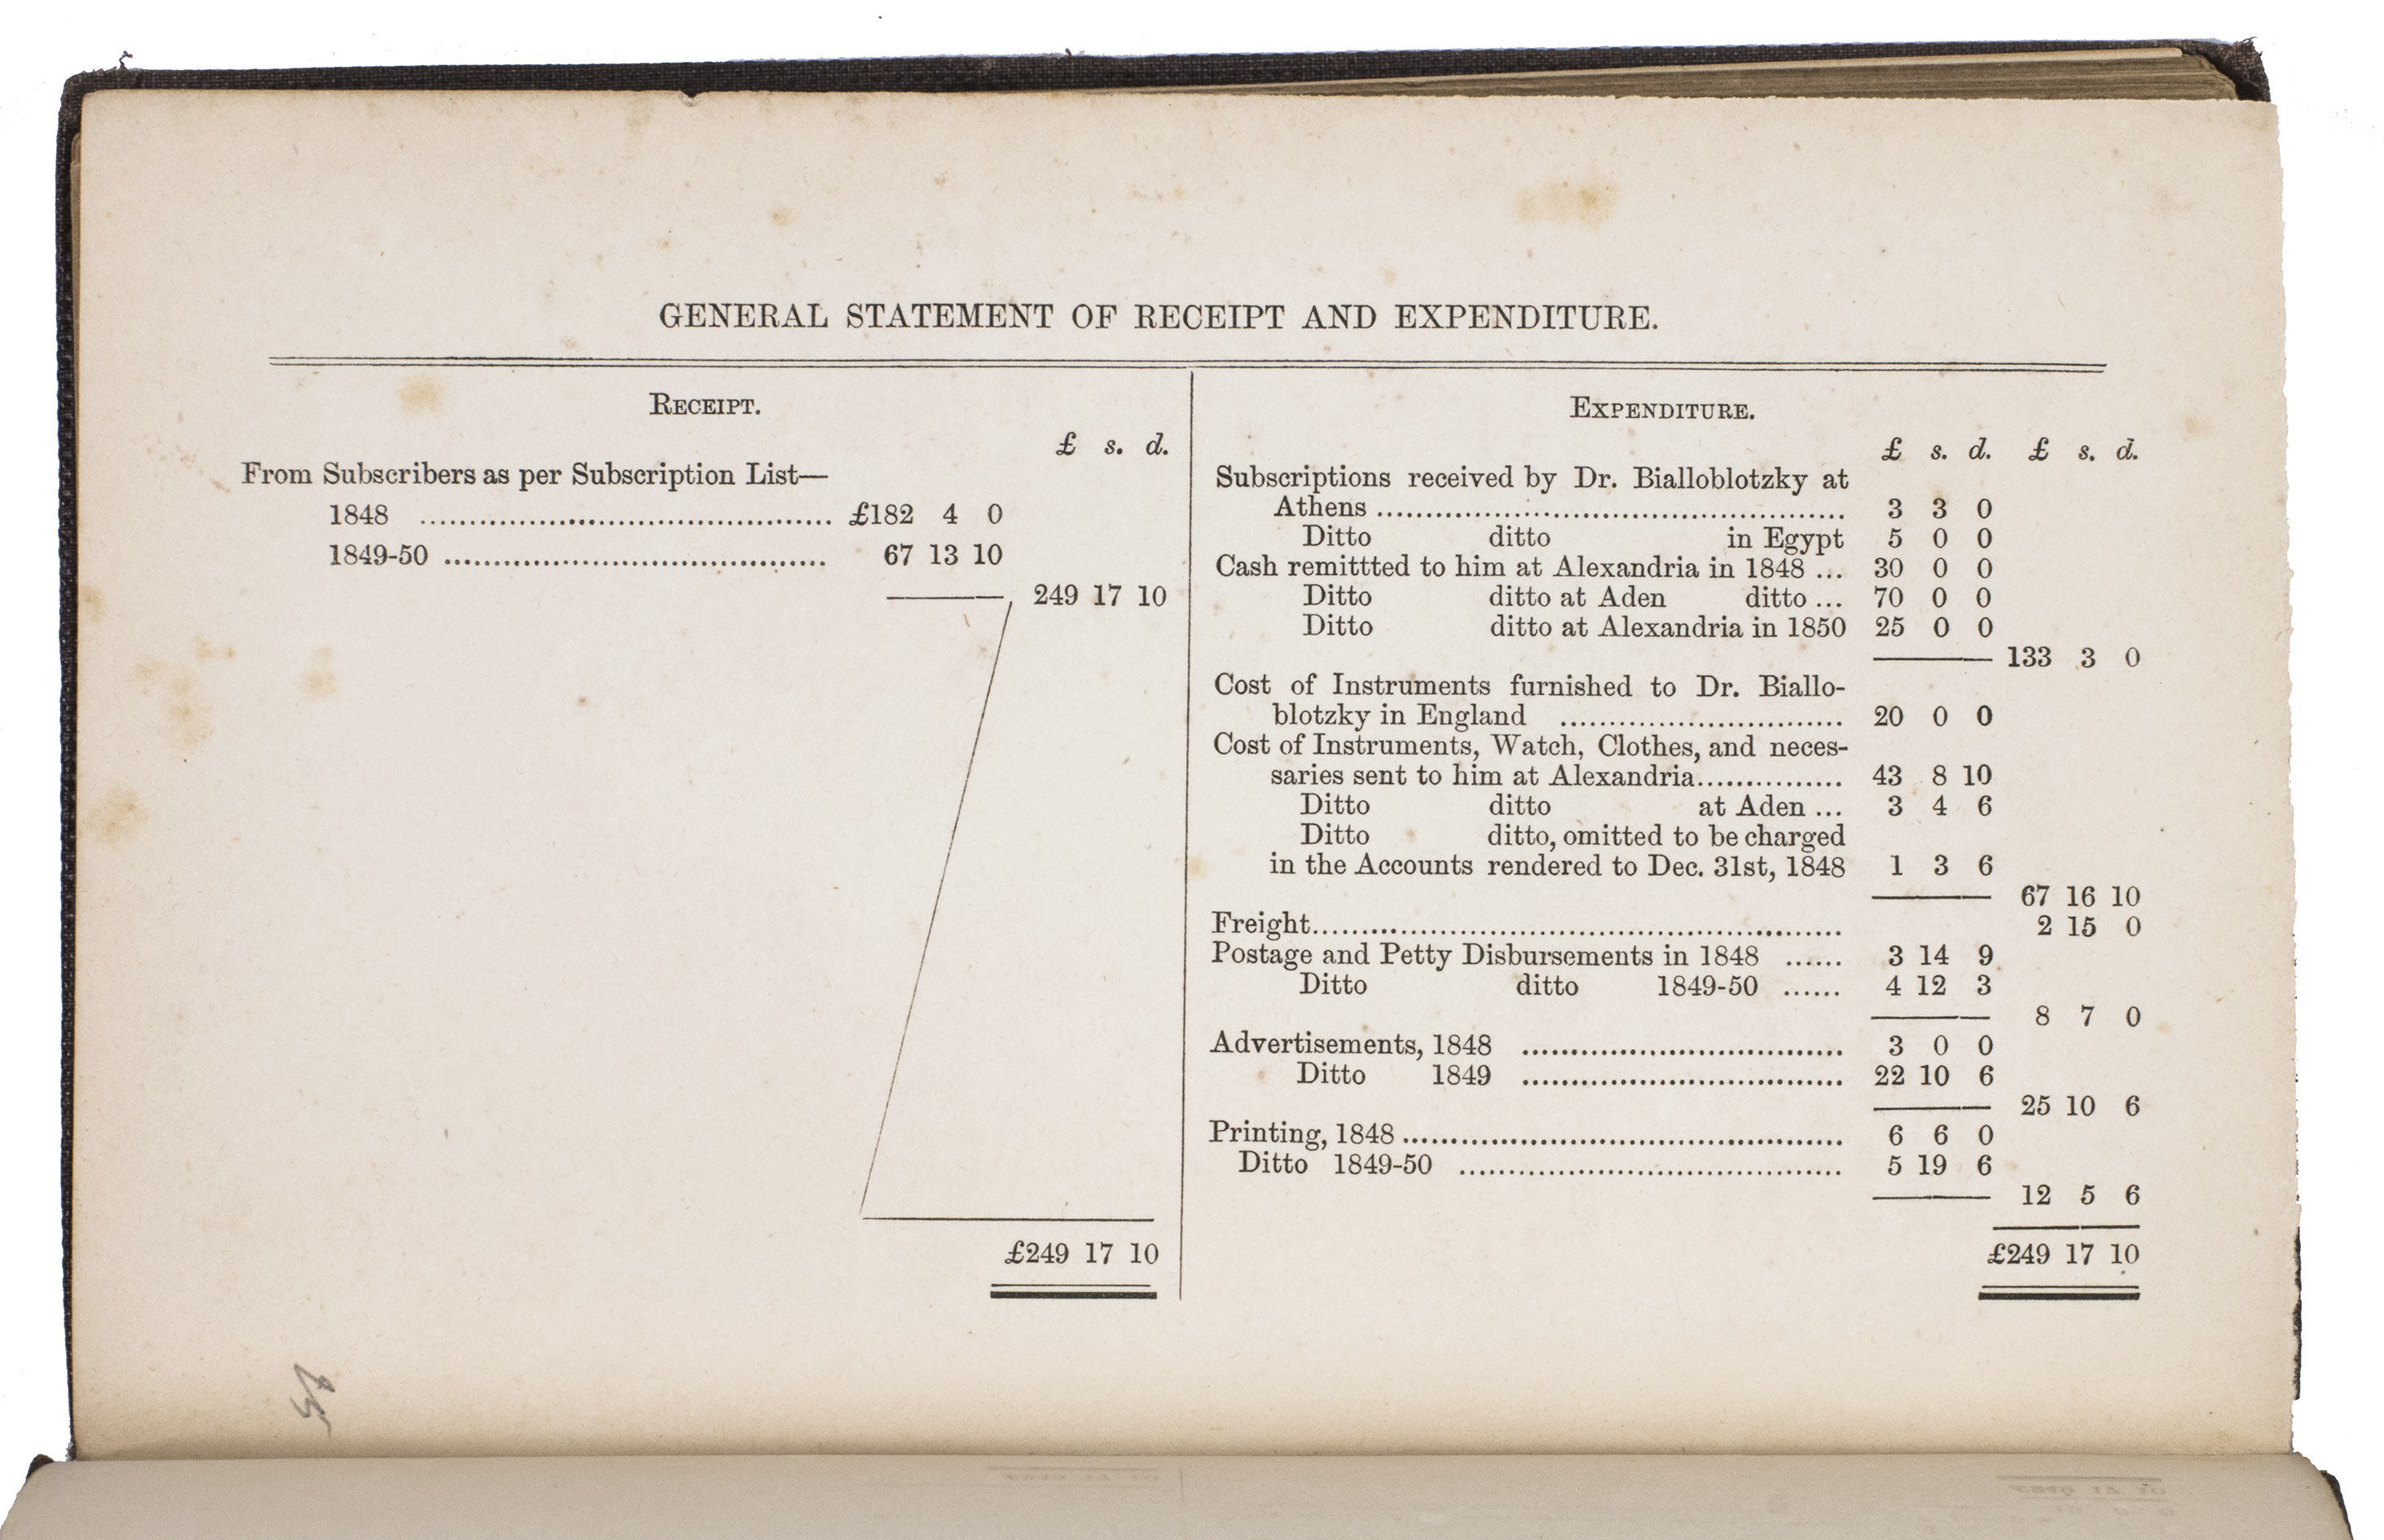 GENERAL STATEMENT OF RECEIPT AND EXPENDITURE.
RECEIPT.
£ s. d.
From Subscribers as per Subscription List—
1848 ........................................ £182 4 0
1849-50 ...................................... 67 13 10
249 17 10
£249 17 10
EXPENDITURE.
£ s. d. £ s. d.
Subscriptions received by Dr. Bialloblotzky at
Athens ................................................ 3 3 0
Ditto ditto in Egypt 5 0 0
Cash remittted to him at Alexandria in 1848 ... 30 0 0
Ditto ditto at Aden ditto ... 70 0 0
Ditto ditto at Alexandria in 1850 25 0 0
133 3 0
Cost of Instruments furnished to Dr. Biallo-
blotzky in England ............................. 20 0 0
Cost of Instruments, Watch, Clothes, and neces-
saries sent to him at Alexandria............... 43 8 10
Ditto ditto at Aden ... 3 4 6
Ditto ditto, omitted to be charged
in the Accounts rendered to Dec. 31st, 1848 1 3 6
67 16 10
Freight...................................................... 2 15 0
Postage and Petty Disbursements in 1848 ...... 3 14 9
Ditto ditto 1849-50 ...... 4 12 3
8 7 0
Advertisements, 1848 ................................. 3 0 0
Ditto 1849 ................................. 22 10 6
25 10 6
Printing, 1848 ............................................. 6 6 0
Ditto 1849-50 ....................................... 5 19 6
12 5 6
£249 17 10